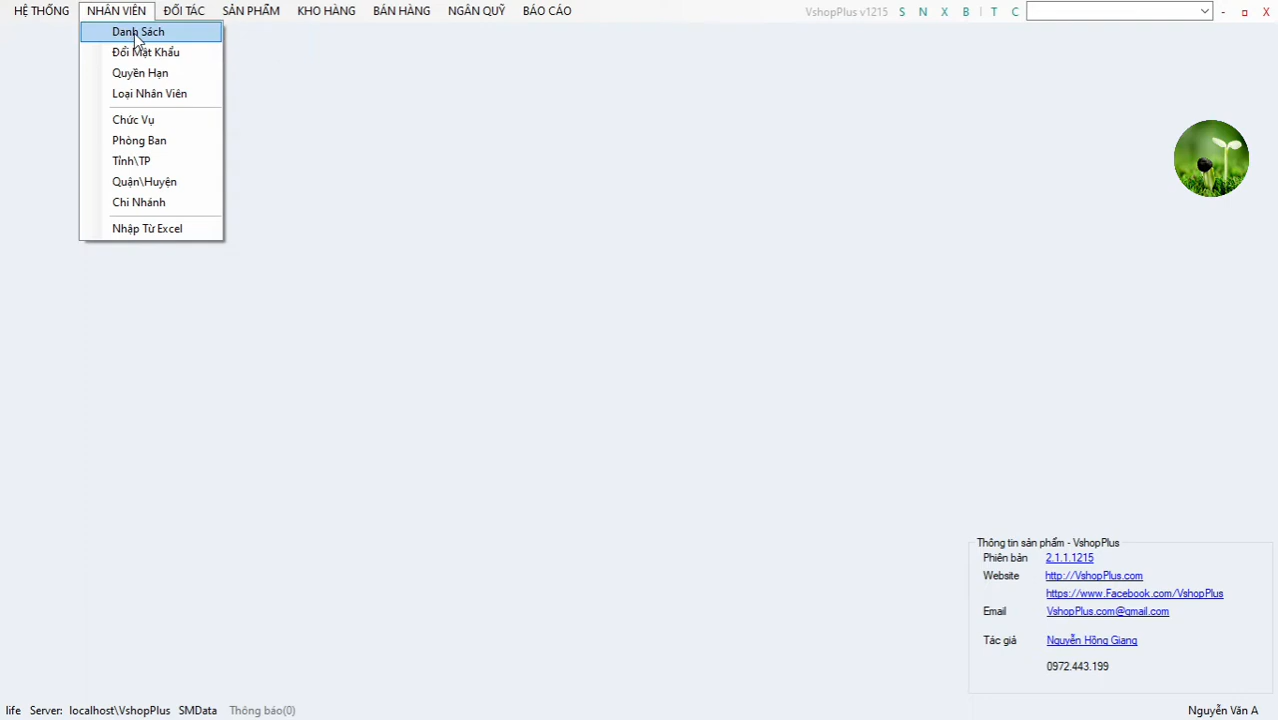 HỆ THỐNG NHÂN VIÊN ĐỐI TÁC SẢN PHẨM KHO HÀNG BÁN HÀNG NGÂN QUỸ BÁO CÁO VshopPlus v1215 S N X B | T C - ¤ X
Danh Sách
Đổi Mật Khẩu
Quyền Hạn
Loại Nhân Viên
Chức Vụ
Phòng Ban
Tỉnh\TP
Quận\Huyện
Chi Nhánh
Nhập Từ Excel
Thông tin sản phẩm - VshopPlus
Phiên bản 2.1.1.1215
Website http://VshopPlus.com
https://www.Facebook.com/VshopPlus
Email VshopPlus.com@gmail.com
Tác giả Nguyễn Hồng Giang
0972.443.199
life Server: localhost\VshopPlus SMData Thông báo(0) Nguyễn Văn A